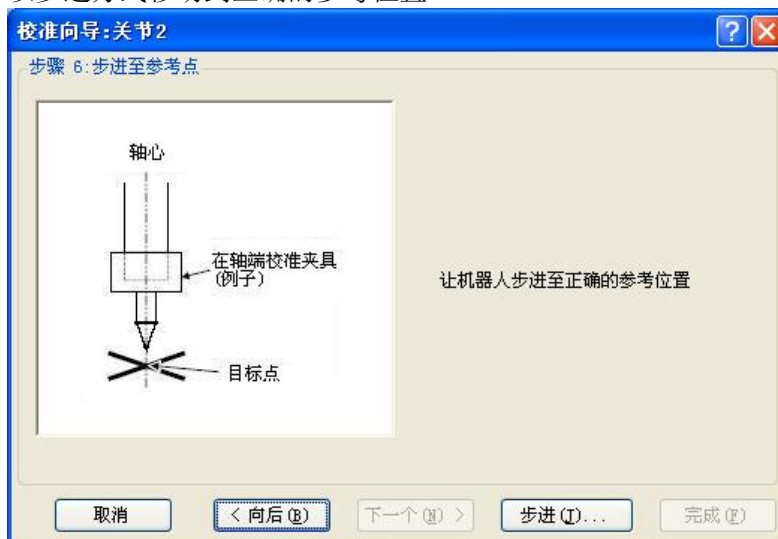 校准向导:关节2
步骤 6:步进至参考点
轴心
在轴端校准夹具
(例子)
让机器人步进至正确的参考位置
目标点
取消
< 向后(B)
下一个(N) >
步进(J)...
完成(F)